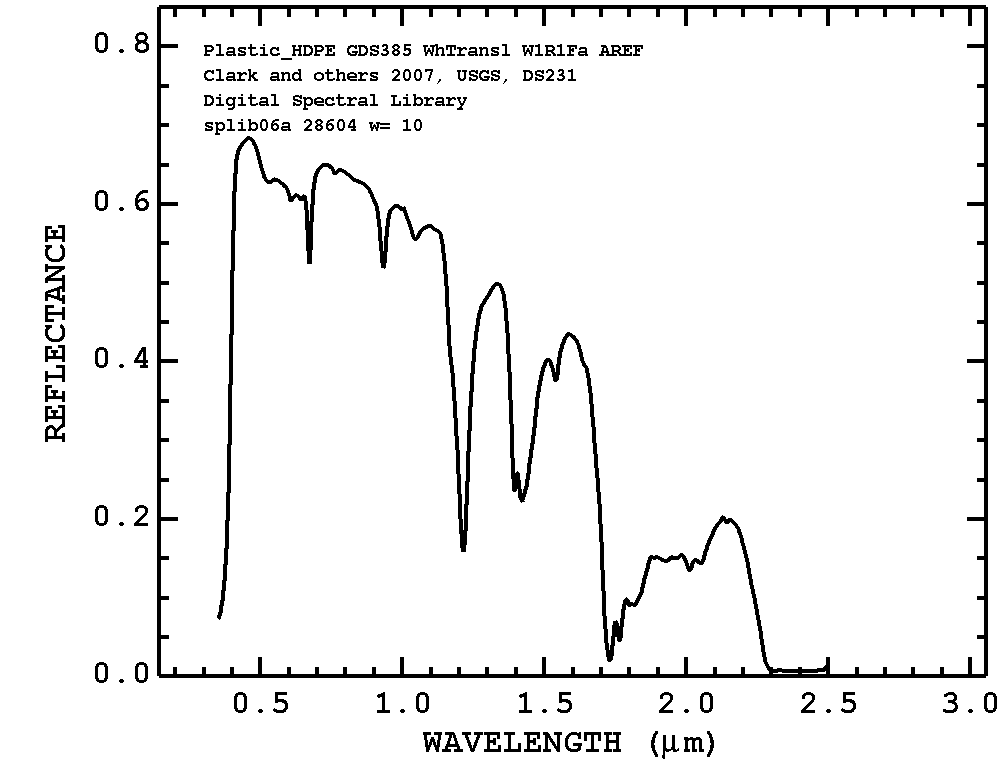 Plastic_HDPE GDS385 WhTransl W1R1Fa AREF
Clark and others 2007, USGS, DS231
Digital Spectral Library
splib06a 28604 w= 10
REFLECTANCE
0.8
0.6
0.4
0.2
0.0
0.5 1.0 1.5 2.0 2.5 3.0
WAVELENGTH (μm)